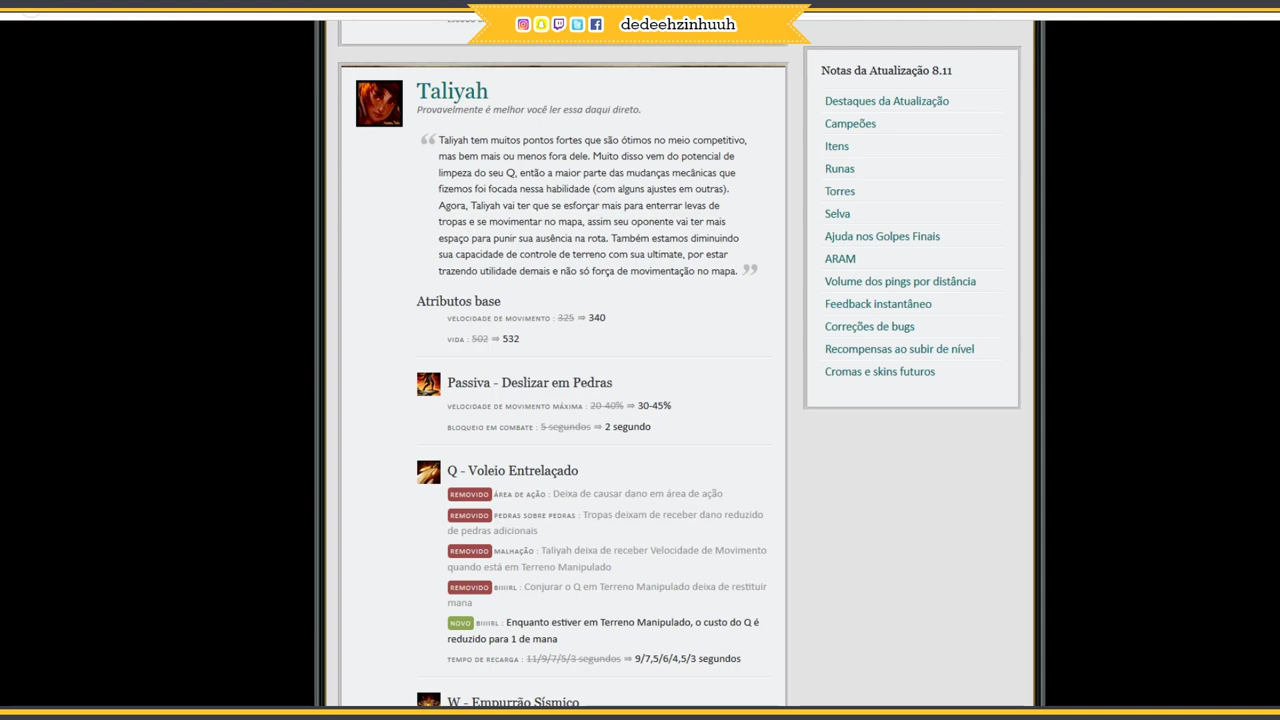 dedeehzinhuuh
Taliyah
Provavelmente é melhor você ler essa daqui direto.
Taliyah tem muitos pontos fortes que são ótimos no meio competitivo,
mas bem mais ou menos fora dele. Muito disso vem do potencial de
limpeza do seu Q, então a maior parte das mudanças mecânicas que
fizemos foi focada nessa habilidade (com alguns ajustes em outras).
Agora, Taliyah vai ter que se esforçar mais para enterrar levas de
tropas e se movimentar no mapa, assim seu oponente vai ter mais
espaço para punir sua ausência na rota. Também estamos diminuindo
sua capacidade de controle de terreno com sua ultimate, por estar
trazendo utilidade demais e não só força de movimentação no mapa.
Atributos base
VELOCIDADE DE MOVIMENTO : 325 ⇒ 340
VIDA : 502 ⇒ 532
Passiva - Deslizar em Pedras
VELOCIDADE DE MOVIMENTO MÁXIMA : 20-40% ⇒ 30-45%
BLOQUEIO EM COMBATE : 5 segundos ⇒ 2 segundo
Q - Voleio Entrelaçado
REMOVIDO ÁREA DE AÇÃO : Deixa de causar dano em área de ação
REMOVIDO PEDRAS SOBRE PEDRAS : Tropas deixam de receber dano reduzido
de pedras adicionais
REMOVIDO MALHAÇÃO : Taliyah deixa de receber Velocidade de Movimento
quando está em Terreno Manipulado
REMOVIDO BIIIIRL : Conjurar o Q em Terreno Manipulado deixa de restituir
mana
NOVO BIIIIRL : Enquanto estiver em Terreno Manipulado, o custo do Q é
reduzido para 1 de mana
TEMPO DE RECARGA : 11/9/7/5/3 segundos ⇒ 9/7,5/6/4,5/3 segundos
W - Empurrão Sísmico
Notas da Atualização 8.11
Destaques da Atualização
Campeões
Itens
Runas
Torres
Selva
Ajuda nos Golpes Finais
ARAM
Volume dos pings por distância
Feedback instantâneo
Correções de bugs
Recompensas ao subir de nível
Cromas e skins futuros